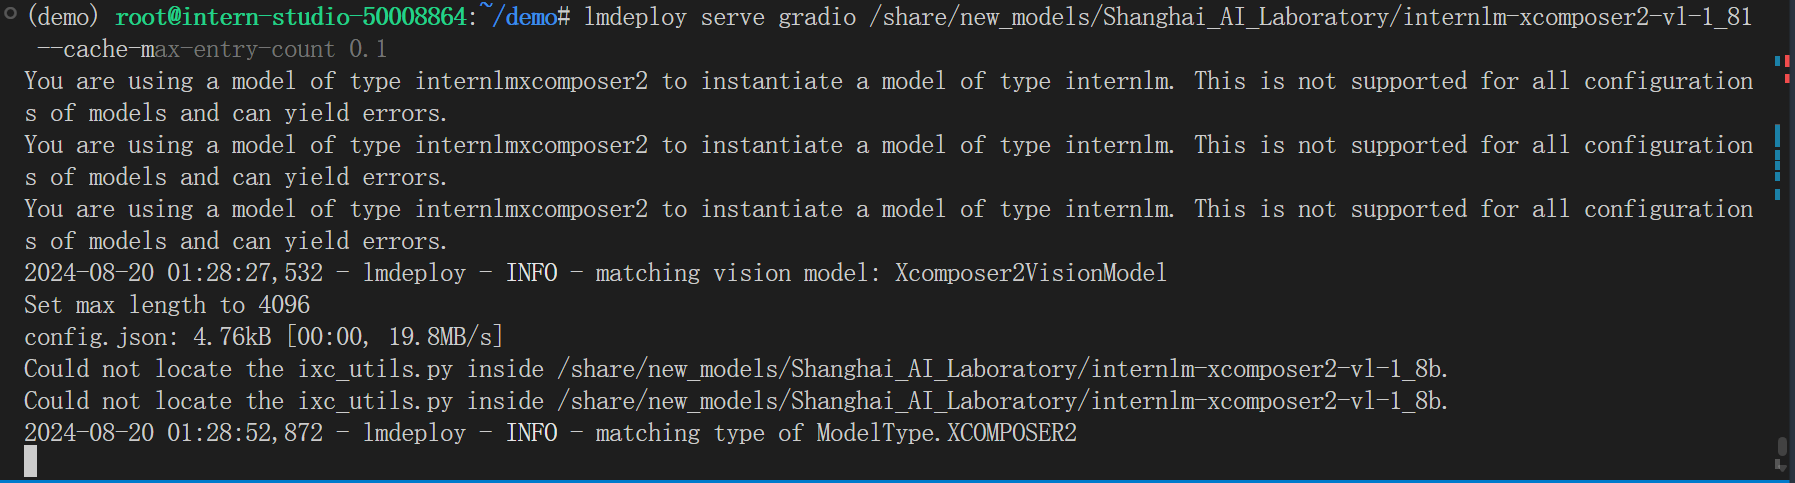 (demo) root@intern-studio-50008864:~/demo# lmdeploy serve gradio /share/new_models/Shanghai_AI_Laboratory/internlm-xcomposer2-vl-1_81
--cache-max-entry-count 0.1
You are using a model of type internlmxcomposer2 to instantiate a model of type internlm. This is not supported for all configuration
s of models and can yield errors.
You are using a model of type internlmxcomposer2 to instantiate a model of type internlm. This is not supported for all configuration
s of models and can yield errors.
You are using a model of type internlmxcomposer2 to instantiate a model of type internlm. This is not supported for all configuration
s of models and can yield errors.
2024-08-20 01:28:27,532 - lmdeploy - INFO - matching vision model: Xcomposer2VisionModel
Set max length to 4096
config.json: 4.76kB [00:00, 19.8MB/s]
Could not locate the ixc_utils.py inside /share/new_models/Shanghai_AI_Laboratory/internlm-xcomposer2-vl-1_8b.
Could not locate the ixc_utils.py inside /share/new_models/Shanghai_AI_Laboratory/internlm-xcomposer2-vl-1_8b.
2024-08-20 01:28:52,872 - lmdeploy - INFO - matching type of ModelType.XCOMPOSER2